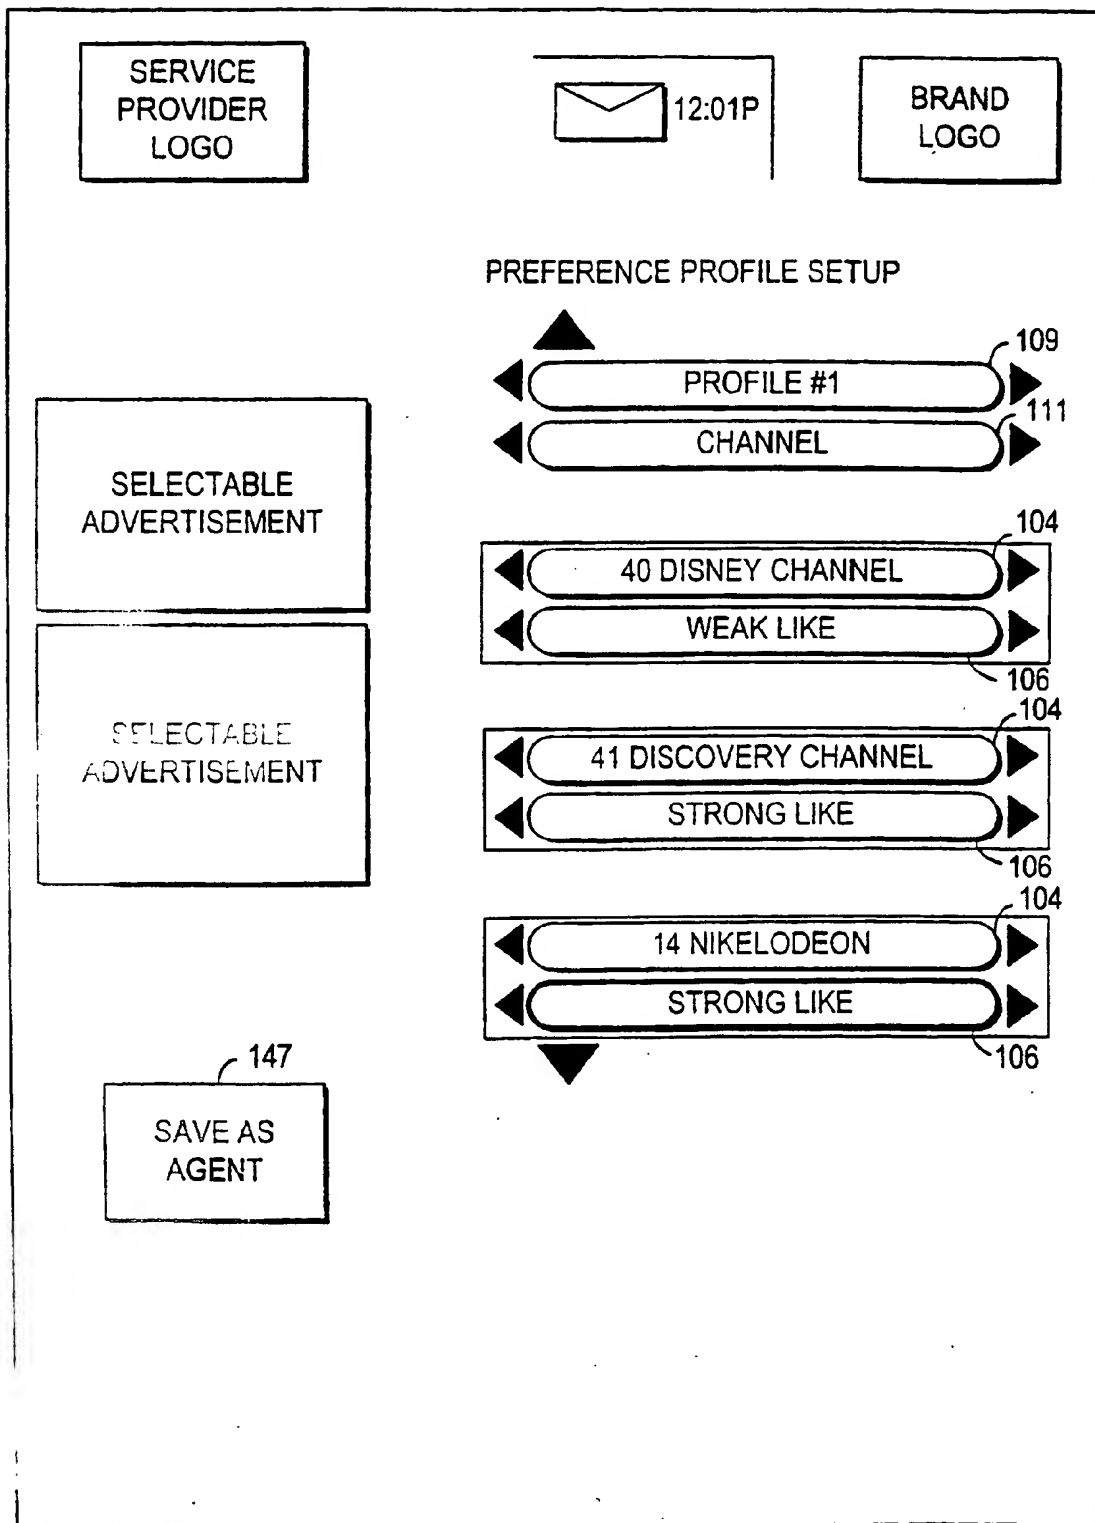 SERVICE
PROVIDER
LOGO
12:01P
BRAND
LOGO
PREFERENCE PROFILE SETUP
109
PROFILE #1
111
CHANNEL
SELECTABLE
ADVERTISEMENT
104
40 DISNEY CHANNEL
WEAK LIKE
106
SELECTABLE
ADVERTISEMENT
104
41 DISCOVERY CHANNEL
STRONG LIKE
106
104
14 NIKELODEON
STRONG LIKE
106
147
SAVE AS
AGENT